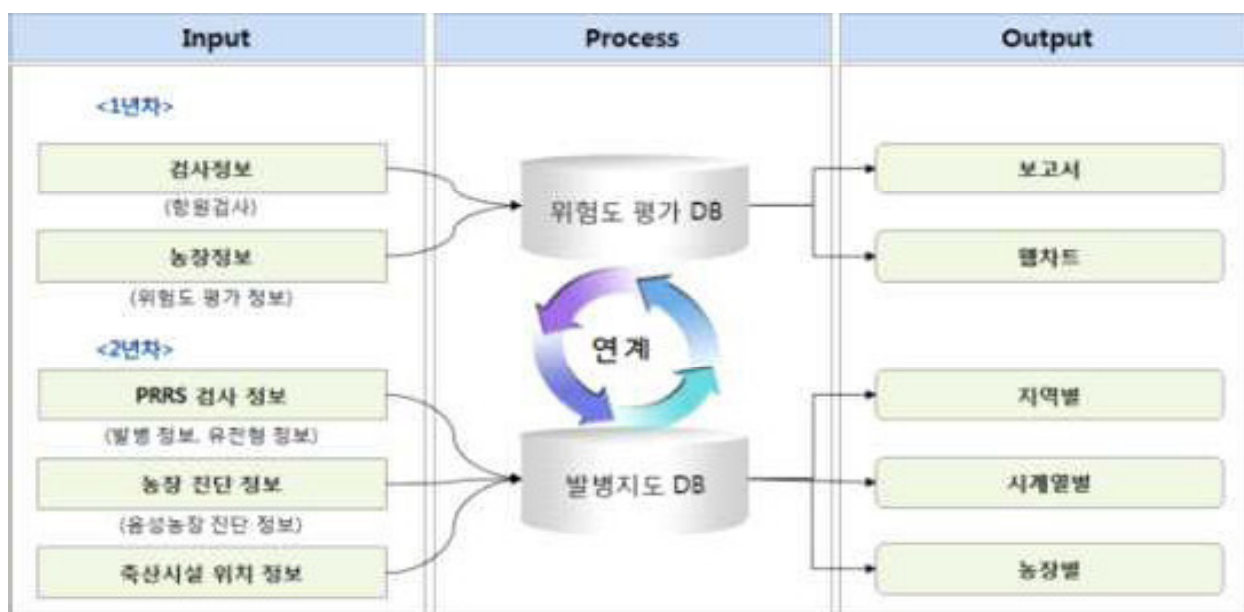 Input
Process
Output
<1년차>
검사정보
(항원검사)
농장정보
(위험도 평가 정보)
위험도 평가 DB
보고서
웹차트
연계
<2년차>
PRRS 검사 정보
(발병 정보, 유전형 정보)
농장 진단 정보
(음성농장 진단 정보)
축산시설 위치 정보
발병지도 DB
지역별
시계열별
농장별